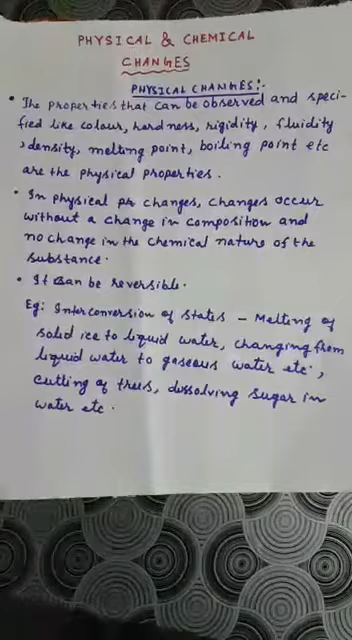 PHYSICAL & CHEMICAL
CHANGES
PHYSICAL CHANGES:-
• The properties that can be observed and speci-
fied like colour, hardness, rigidity, fluidity
, density, melting point, boiling point etc
are the physical properties.
• In physical ph changes, changes occur
without a change in composition and
no change in the chemical nature of the
substance.
• It can be reversible.
Eg: Interconversion of states - Melting of
solid ice to liquid water, changing from
liquid water to gaseous water etc,
cutting of trees, dissolving sugar in
water etc.